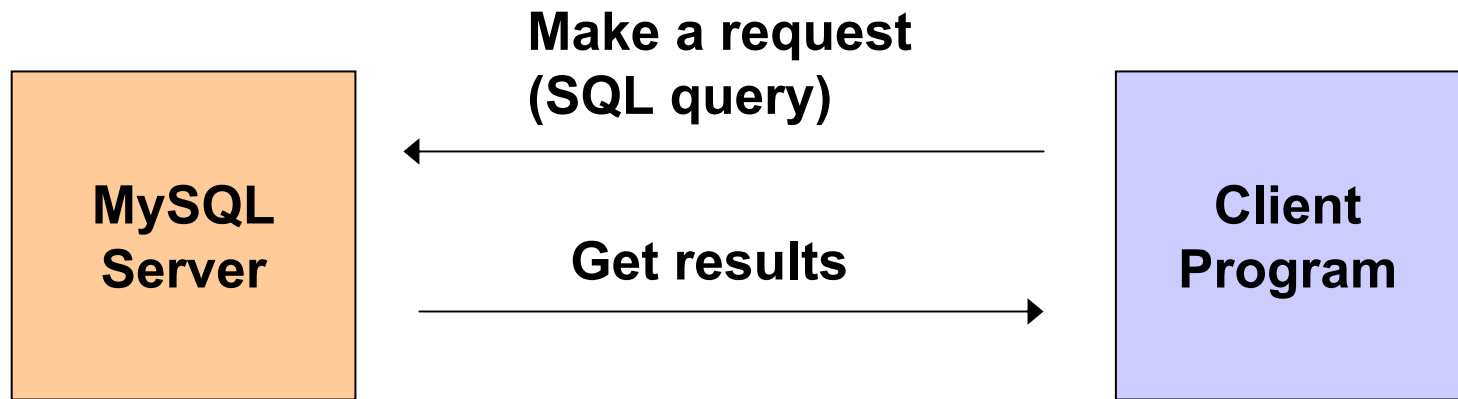 Make a request
(SQL query)
MySQL
Server
Get results
Client
Program